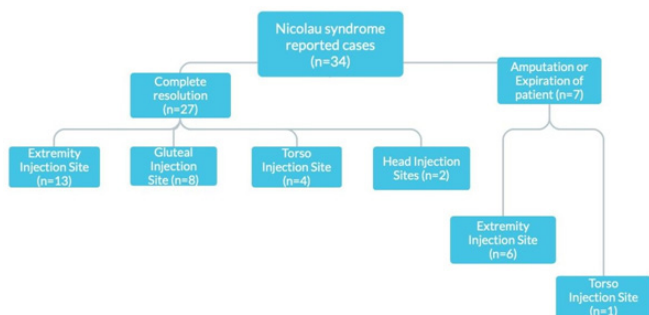 Nicolau syndrome
reported cases
(n=34)
Complete
resolution
(n=27)
Amputation or
Expiration of
patient (n=7)
Extremity
Injection Site
(n=13)
Gluteal
Injection
Site (n=8)
Torso
Injection Site
(n=4)
Head Injection
Sites (n=2)
Extremity
Injection Site
(n=6)
Torso
Injection Site
(n=1)